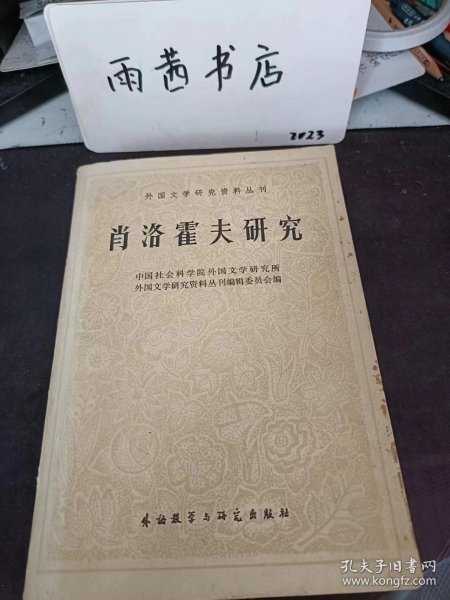 雨茜书店
2023
外国文学研究资料丛刊
肖洛霍夫研究
中国社会科学院外国文学研究所
外国文学研究资料丛刊编辑委员会编
外语教学与研究出版社
孔夫子旧书网
www.kongfz.com